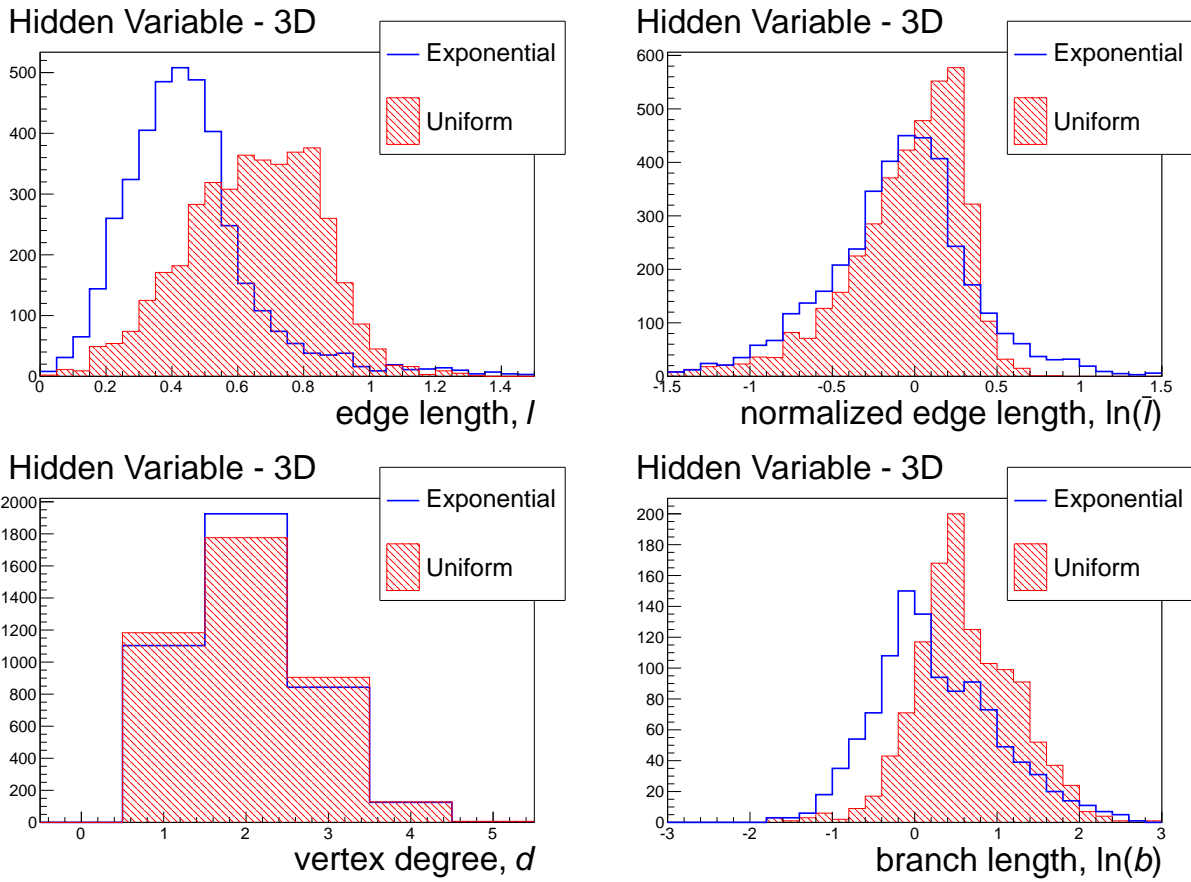 Hidden Variable - 3D
Exponential
Uniform
500
400
300
200
100
0
0 0.2 0.4 0.6 0.8 1 1.2 1.4
edge length, l
Hidden Variable - 3D
Exponential
Uniform
600
500
400
300
200
100
0
-1.5 -1 -0.5 0 0.5 1 1.5
normalized edge length, ln(l̄)
Hidden Variable - 3D
Exponential
Uniform
2000
1800
1600
1400
1200
1000
800
600
400
200
0
0 1 2 3 4 5
vertex degree, d
Hidden Variable - 3D
Exponential
Uniform
200
180
160
140
120
100
80
60
40
20
0
-3 -2 -1 0 1 2 3
branch length, ln(b)